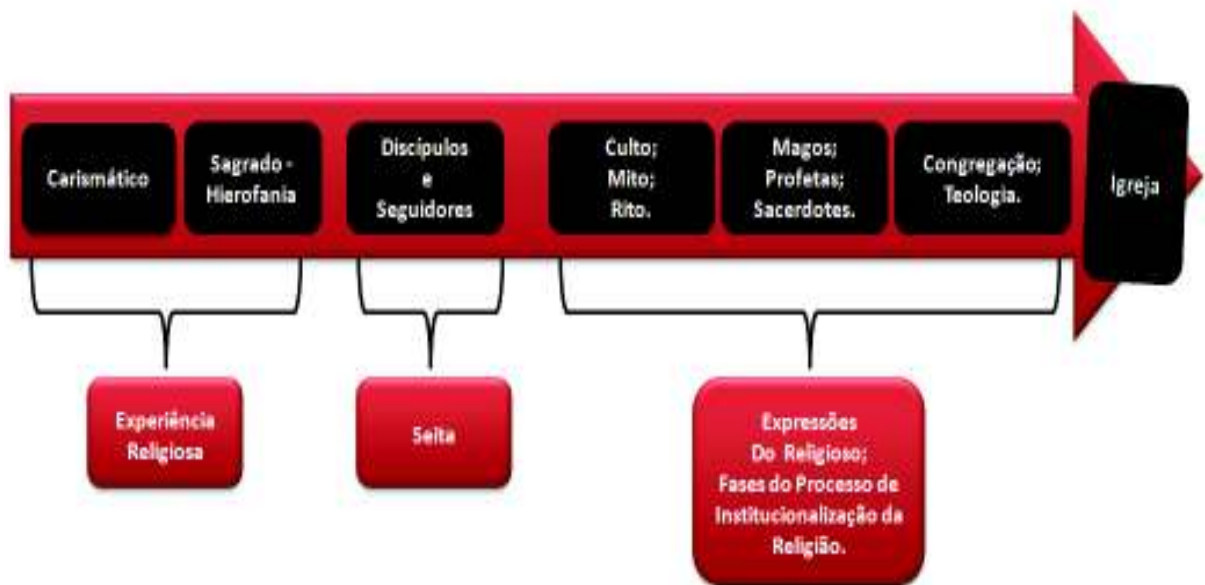 Carismático
Sagrado -
Hierofania
Discípulos
e
Seguidores
Culto;
Mito;
Rito.
Magos;
Profetas;
Sacerdotes.
Congregação;
Teologia.
Igreja
Experiência
Religiosa
Seita
Expressões
Do Religioso;
Fases do Processo de
Institucionalização da
Religião.